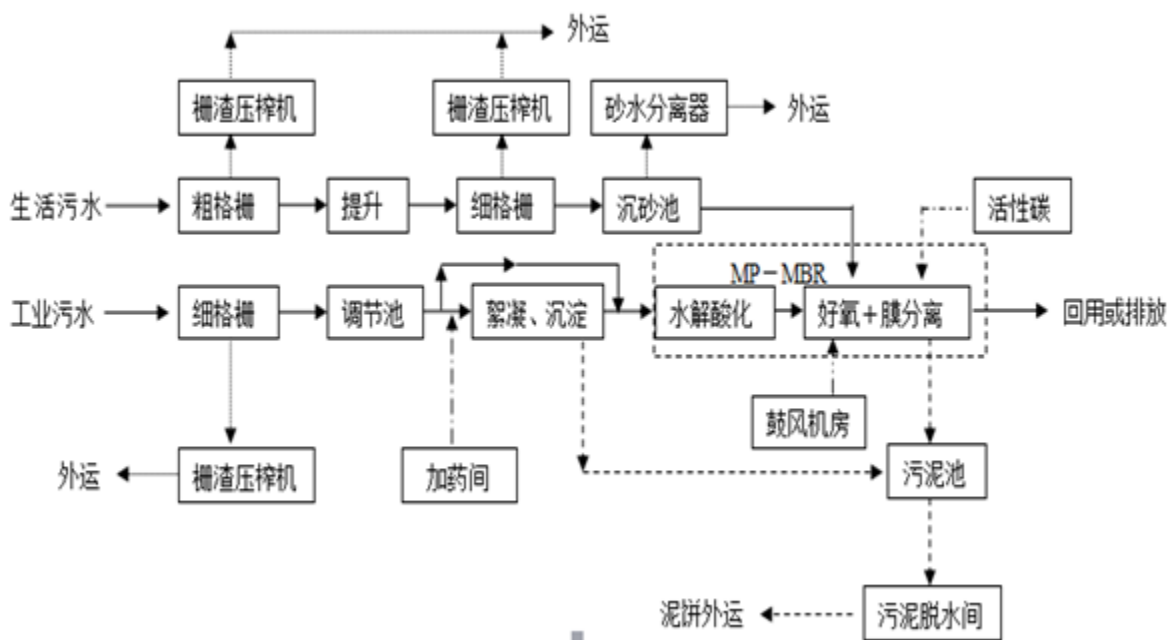 外运
栅渣压榨机
栅渣压榨机
砂水分离器
外运
生活污水
粗格栅
提升
细格栅
沉砂池
活性碳
MP-MBR
工业污水
细格栅
调节池
絮凝、沉淀
水解酸化
好氧+膜分离
回用或排放
鼓风机房
外运
栅渣压榨机
加药间
污泥池
泥饼外运
污泥脱水间